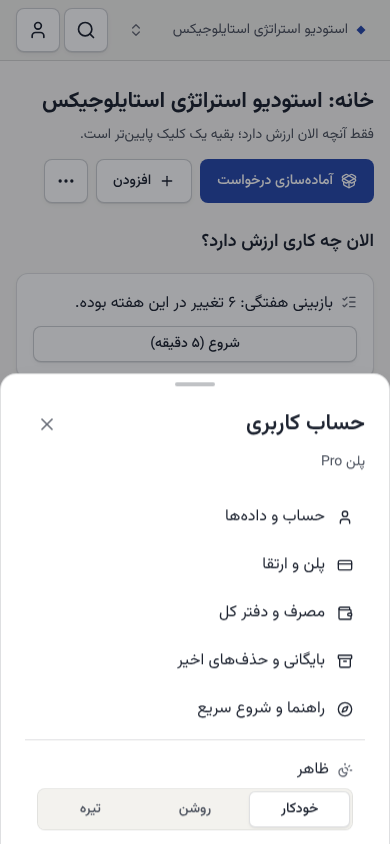 استودیو استراتژی استایلوجیکس
خانه: استودیو استراتژی استایلوجیکس
فقط آنچه الان ارزش دارد؛ بقیه یک کلیک پایین‌تر است.
آماده‌سازی درخواست
افزودن
الان چه کاری ارزش دارد؟
بازبینی هفتگی: ۶ تغییر در این هفته بوده.
شروع (۵ دقیقه)
حساب کاربری
پلن Pro
حساب و داده‌ها
پلن و ارتقا
مصرف و دفتر کل
بایگانی و حذف‌های اخیر
راهنما و شروع سریع
ظاهر
خودکار
روشن
تیره